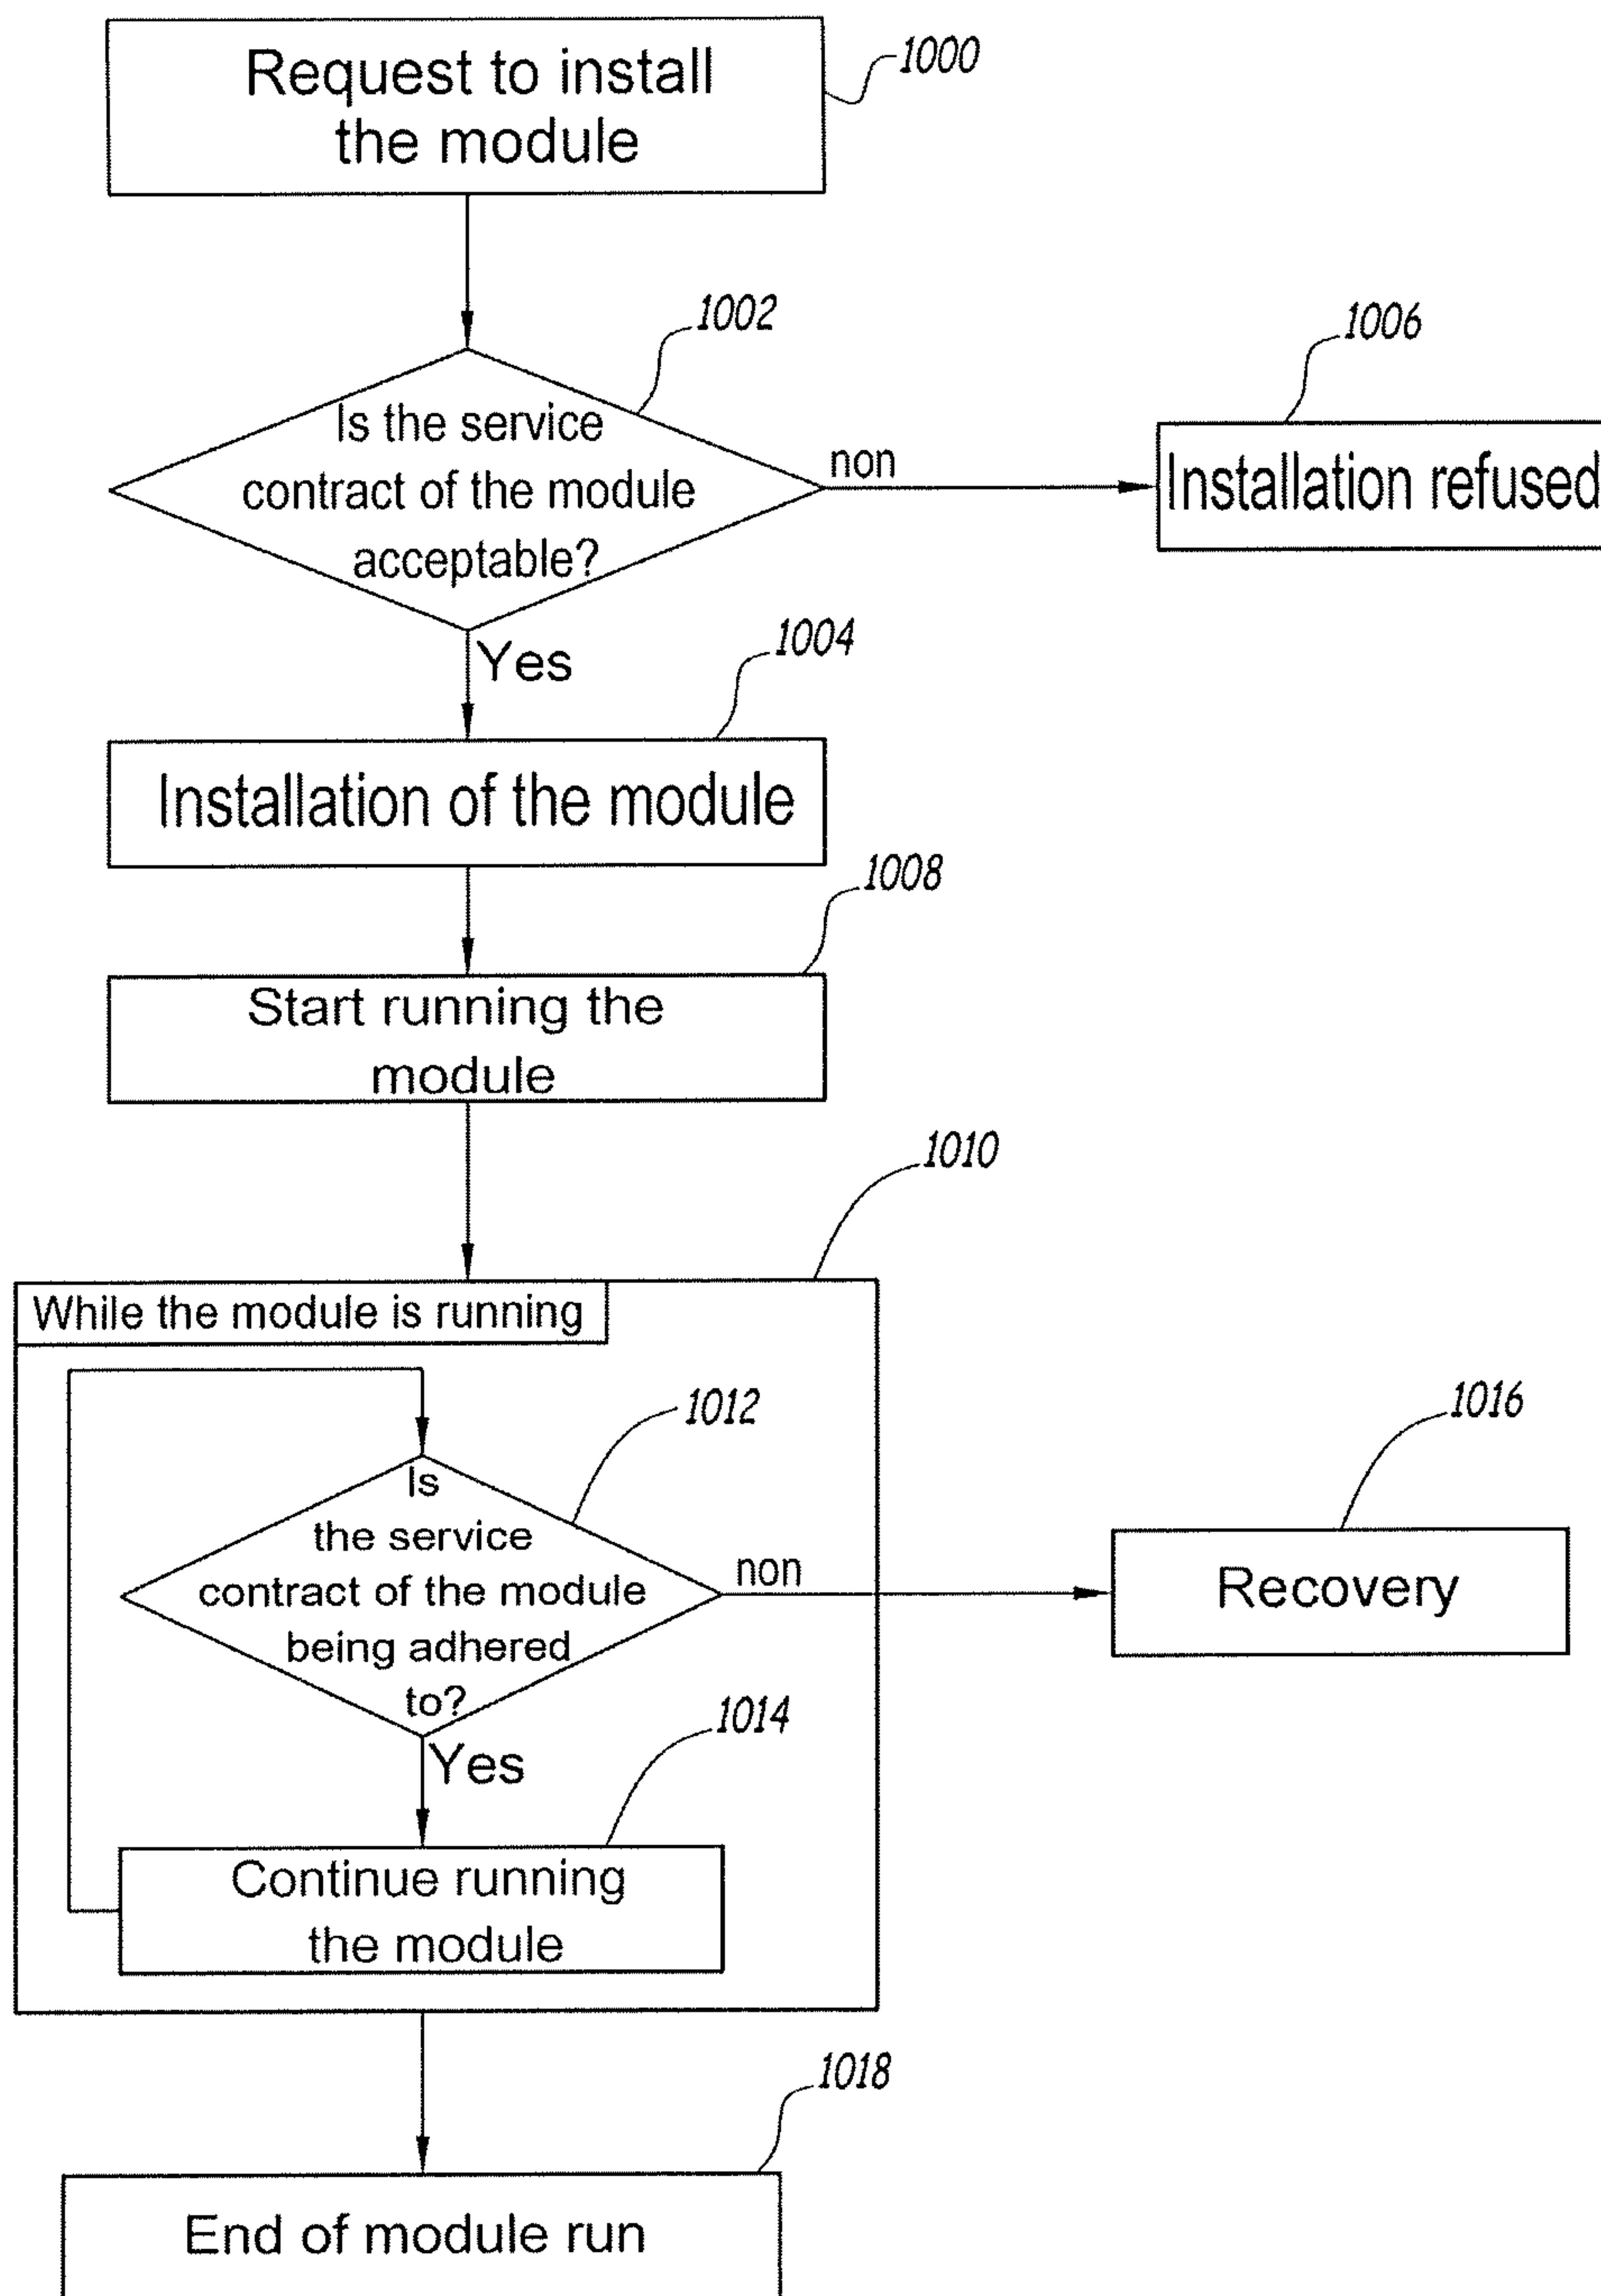 Request to install
the module
1000
1002
Is the service
contract of the module
acceptable?
non
1006
Installation refused
Yes
1004
Installation of the module
1008
Start running the
module
1010
While the module is running
1012
Is
the service
contract of the module
being adhered
to?
non
1016
Recovery
Yes
1014
Continue running
the module
1018
End of module run